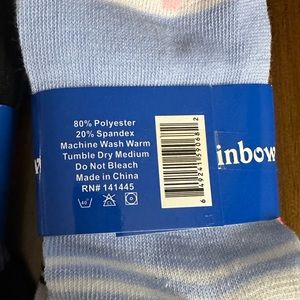 80% Polyester
20% Spandex
Machine Wash Warm
Tumble Dry Medium
Do Not Bleach
Made in China
RN# 141445
inbow